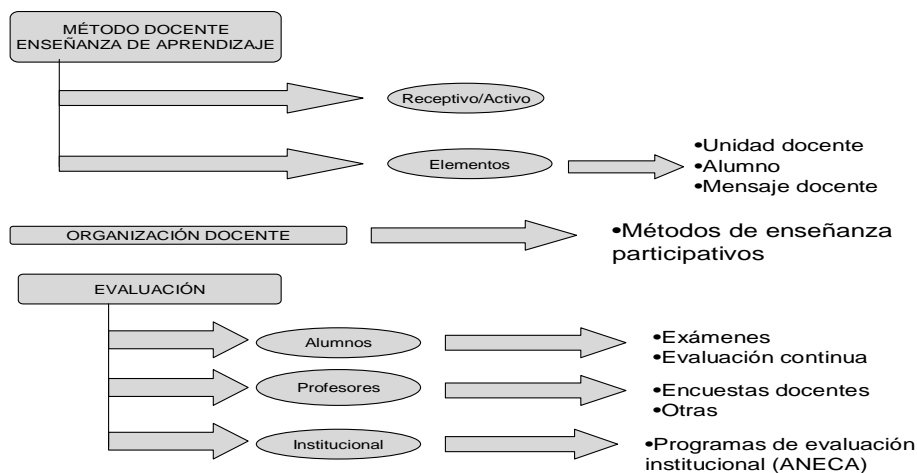 MÉTODO DOCENTE
ENSEÑANZA DE APRENDIZAJE
Receptivo/Activo
Elementos
•Unidad docente
•Alumno
•Mensaje docente
ORGANIZACIÓN DOCENTE
•Métodos de enseñanza
participativos
EVALUACIÓN
Alumnos
•Exámenes
•Evaluación continua
Profesores
•Encuestas docentes
•Otras
Institucional
•Programas de evaluación
institucional (ANECA)